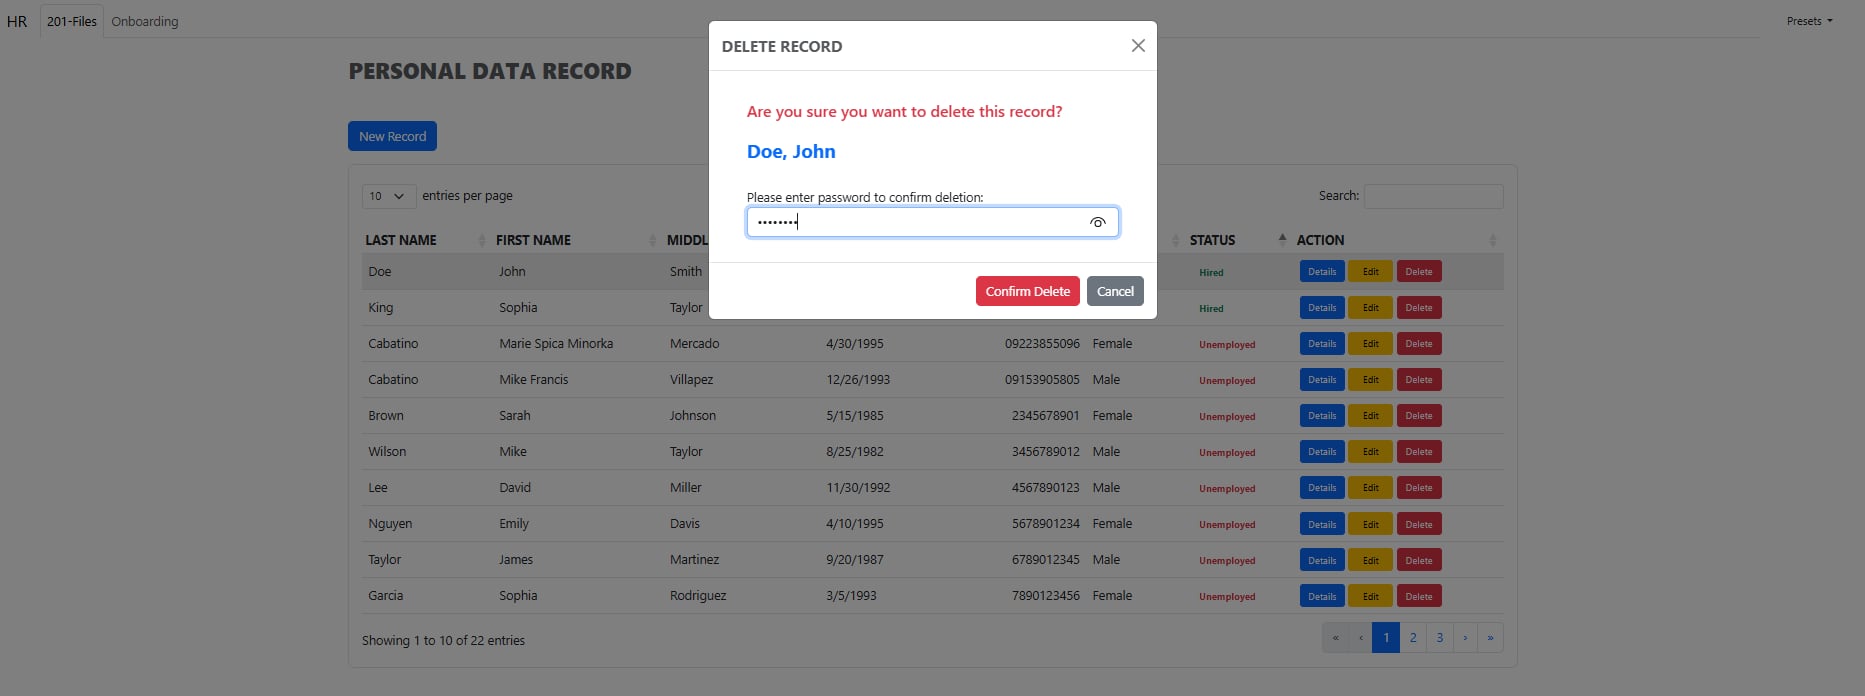 HR 201-Files Onboarding Presets
PERSONAL DATA RECORD
New Record
10 entries per page Search:
LAST NAME FIRST NAME MIDDL STATUS ACTION
Doe John Smith Hired Details Edit Delete
King Sophia Taylor Hired Details Edit Delete
Cabatino Marie Spica Minorka Mercado 4/30/1995 09223855096 Female Unemployed Details Edit Delete
Cabatino Mike Francis Villapez 12/26/1993 09153905805 Male Unemployed Details Edit Delete
Brown Sarah Johnson 5/15/1985 2345678901 Female Unemployed Details Edit Delete
Wilson Mike Taylor 8/25/1982 3456789012 Male Unemployed Details Edit Delete
Lee David Miller 11/30/1992 4567890123 Male Unemployed Details Edit Delete
Nguyen Emily Davis 4/10/1995 5678901234 Female Unemployed Details Edit Delete
Taylor James Martinez 9/20/1987 6789012345 Male Unemployed Details Edit Delete
Garcia Sophia Rodriguez 3/5/1993 7890123456 Female Unemployed Details Edit Delete
Showing 1 to 10 of 22 entries « ‹ 1 2 3 › »
DELETE RECORD
Are you sure you want to delete this record?
Doe, John
Please enter password to confirm deletion:
••••••••
Confirm Delete Cancel